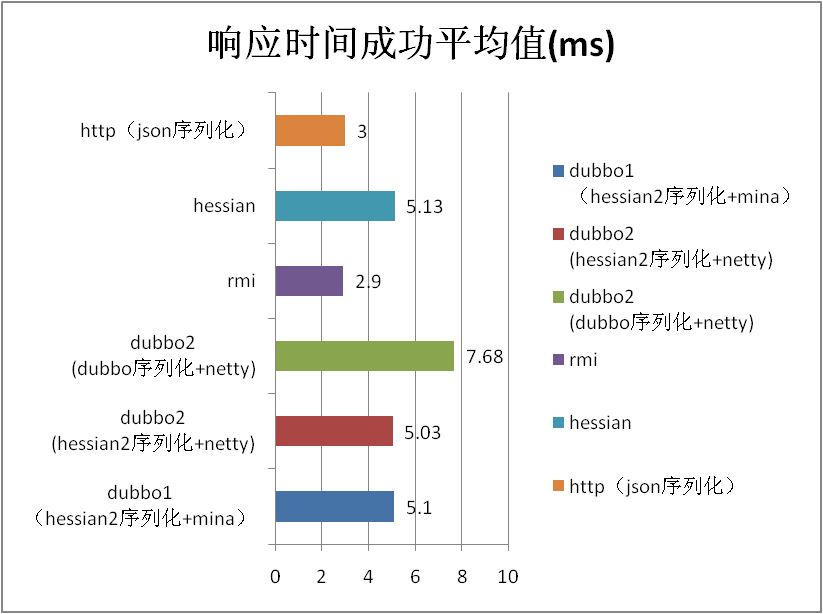 响应时间成功平均值(ms)
http（json序列化）
3
hessian
5.13
rmi
2.9
dubbo2
(dubbo序列化+netty)
7.68
dubbo2
(hessian2序列化+netty)
5.03
dubbo1
（hessian2序列化+mina）
5.1
0 2 4 6 8 10
dubbo1
（hessian2序列化+mina）
dubbo2
(hessian2序列化+netty)
dubbo2
(dubbo序列化+netty)
rmi
hessian
http（json序列化）